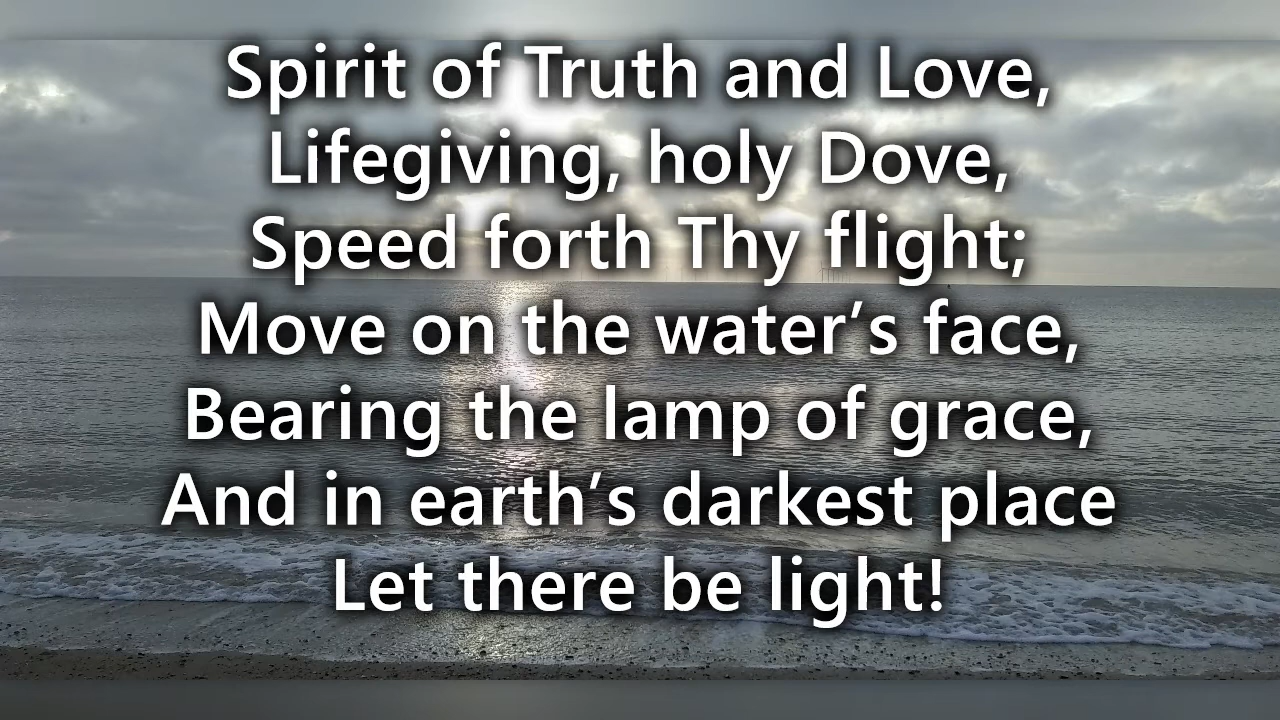 Spirit of Truth and Love,
Lifegiving, holy Dove,
Speed forth Thy flight;
Move on the water’s face,
Bearing the lamp of grace,
And in earth’s darkest place
Let there be light!